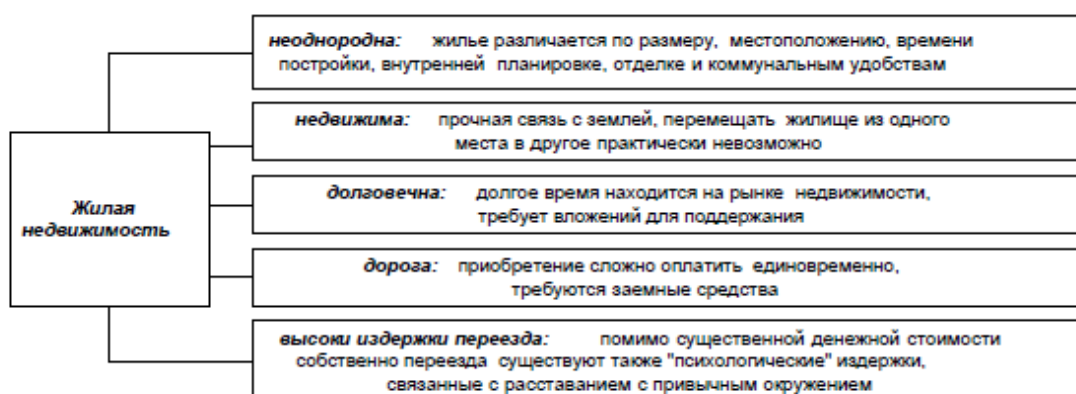 неоднородна: жилье различается по размеру, местоположению, времени
постройки, внутренней планировке, отделке и коммунальным удобствам
недвижима: прочная связь с землей, перемещать жилище из одного
места в другое практически невозможно
Жилая
недвижимость
долговечна: долгое время находится на рынке недвижимости,
требует вложений для поддержания
дорога: приобретение сложно оплатить единовременно,
требуются заемные средства
высоки издержки переезда: помимо существенной денежной стоимости
собственно переезда существуют также "психологические" издержки,
связанные с расставанием с привычным окружением